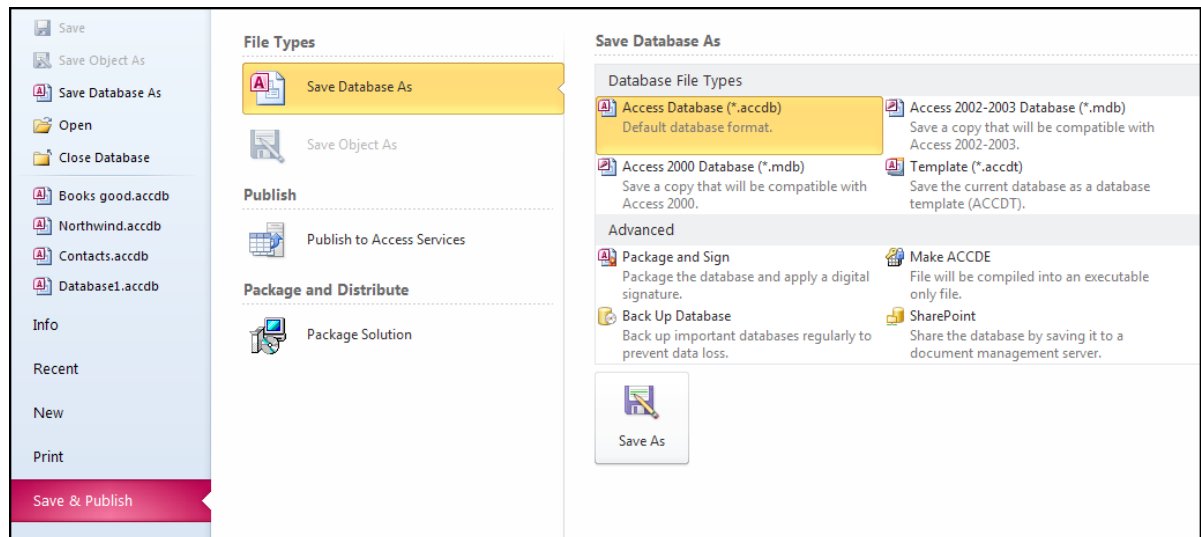 Save
Save Object As
Save Database As
Open
Close Database
Books good.accdb
Northwind.accdb
Contacts.accdb
Database1.accdb
Info
Recent
New
Print
Save & Publish
File Types
Save Database As
Save Object As
Publish
Publish to Access Services
Package and Distribute
Package Solution
Save Database As
Database File Types
Access Database (*.accdb)
Default database format.
Access 2002-2003 Database (*.mdb)
Save a copy that will be compatible with
Access 2002-2003.
Access 2000 Database (*.mdb)
Save a copy that will be compatible with
Access 2000.
Template (*.accdt)
Save the current database as a database
template (ACCDT).
Advanced
Package and Sign
Package the database and apply a digital
signature.
Make ACCDE
File will be compiled into an executable
only file.
Back Up Database
Back up important databases regularly to
prevent data loss.
SharePoint
Share the database by saving it to a
document management server.
Save As